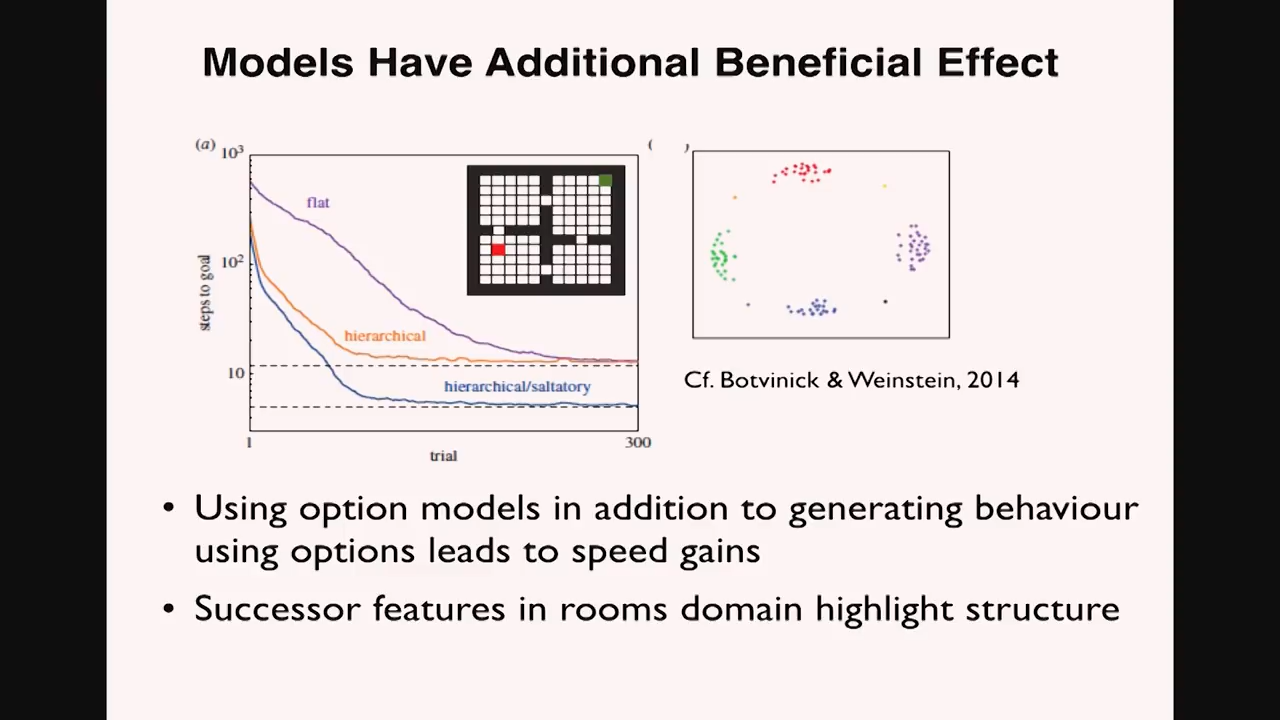 Models Have Additional Beneficial Effect
(a)
10³
flat
10²
steps to goal
hierarchical
10
hierarchical/saltatory
1
300
trial
( )
Cf. Botvinick & Weinstein, 2014
• Using option models in addition to generating behaviour
using options leads to speed gains
• Successor features in rooms domain highlight structure